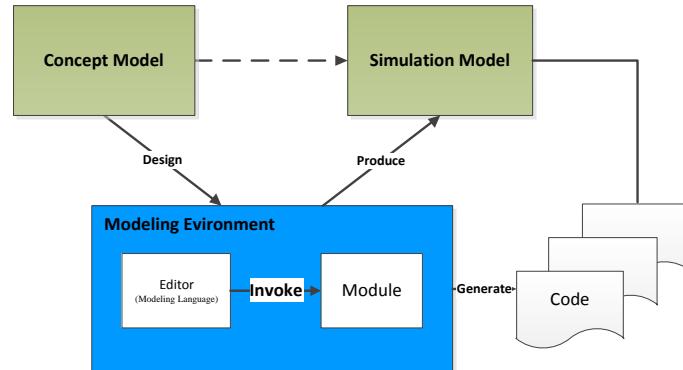 Concept Model
Simulation Model
Design
Produce
Modeling Evironment
Editor
(Modeling Language)
Invoke
Module
Generate
Code